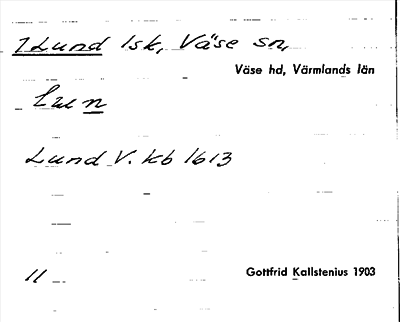 1 Lund lsk, Väse sn,
Väse hd, Värmlands län
Lun
Lund V. kb 1613
11
Gottfrid Kallstenius 1903